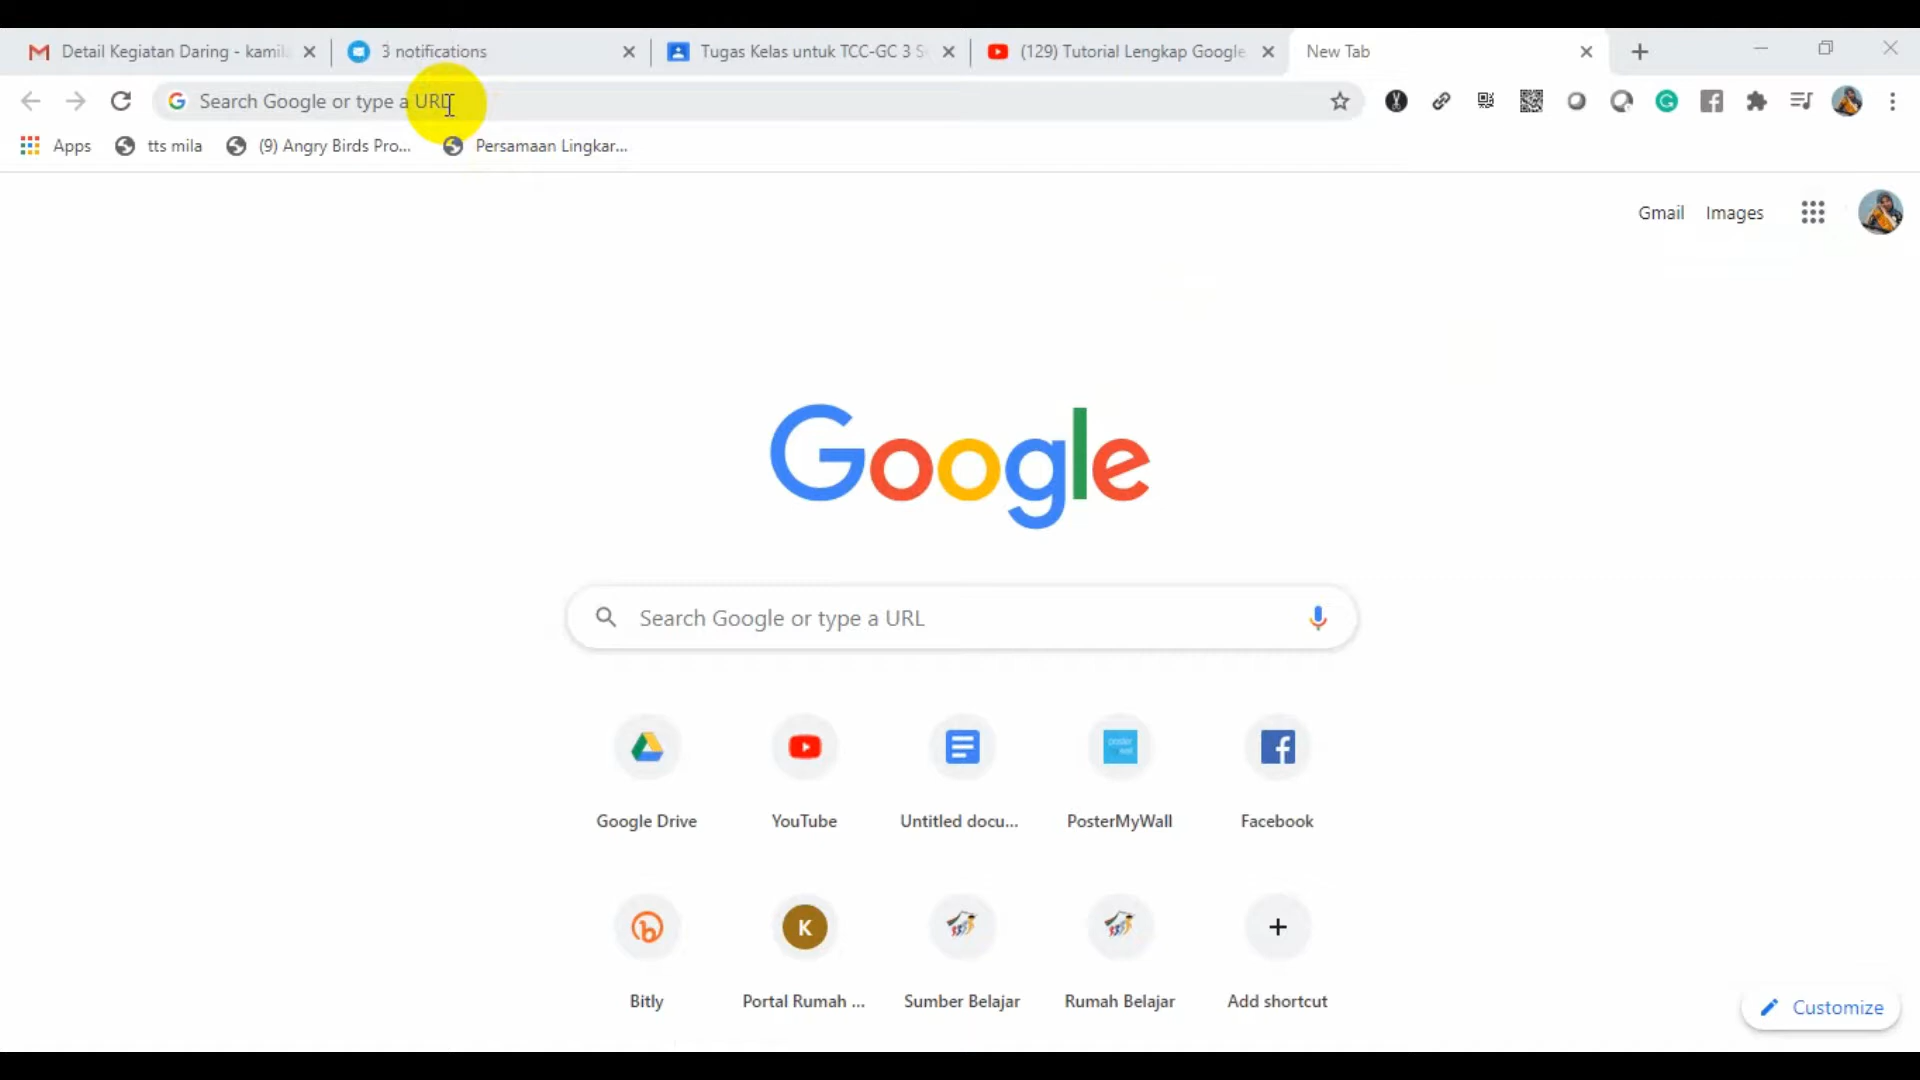 Detail Kegiatan Daring - kamil
3 notifications
Tugas Kelas untuk TCC-GC 3 S
(129) Tutorial Lengkap Google
New Tab
Search Google or type a URL
Apps
tts mila
(9) Angry Birds Pro...
Persamaan Lingkar...
Gmail
Images
Google
Search Google or type a URL
Google Drive
YouTube
Untitled docu...
PosterMyWall
Facebook
K
Bitly
Portal Rumah ...
Sumber Belajar
Rumah Belajar
Add shortcut
Customize